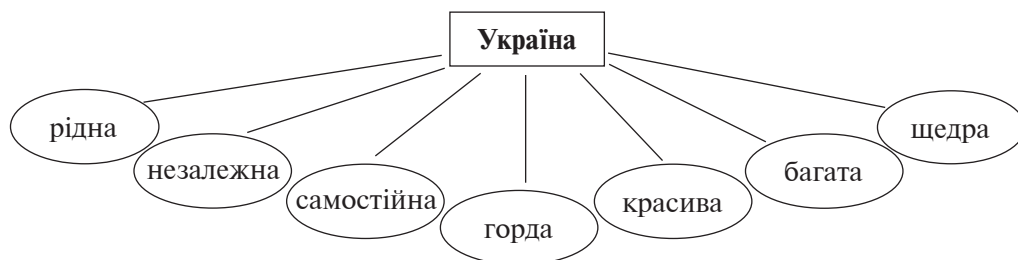 Україна
рідна
незалежна
самостійна
горда
красива
багата
щедра